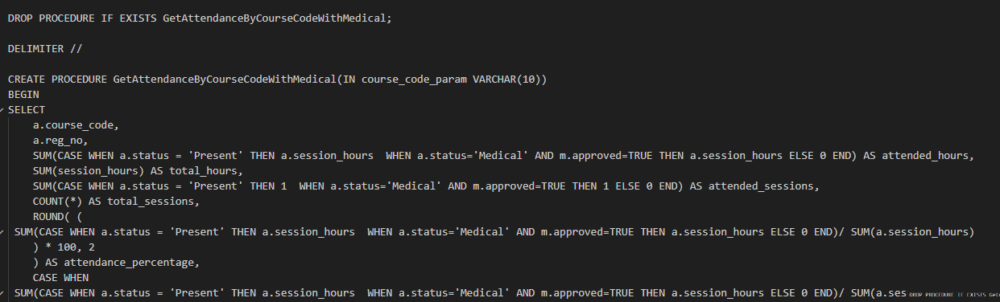 DROP PROCEDURE IF EXISTS GetAttendanceByCourseCodeWithMedical;
DELIMITER //
CREATE PROCEDURE GetAttendanceByCourseCodeWithMedical(IN course_code_param VARCHAR(10))
BEGIN
SELECT
a.course_code,
a.reg_no,
SUM(CASE WHEN a.status = 'Present' THEN a.session_hours  WHEN a.status='Medical' AND m.approved=TRUE THEN a.session_hours ELSE 0 END) AS attended_hours,
SUM(session_hours) AS total_hours,
SUM(CASE WHEN a.status = 'Present' THEN 1  WHEN a.status='Medical' AND m.approved=TRUE THEN 1 ELSE 0 END) AS attended_sessions,
COUNT(*) AS total_sessions,
ROUND( (
SUM(CASE WHEN a.status = 'Present' THEN a.session_hours  WHEN a.status='Medical' AND m.approved=TRUE THEN a.session_hours ELSE 0 END)/ SUM(a.session_hours)
) * 100, 2
) AS attendance_percentage,
CASE WHEN
SUM(CASE WHEN a.status = 'Present' THEN a.session_hours  WHEN a.status='Medical' AND m.approved=TRUE THEN a.session_hours ELSE 0 END)/ SUM(a.ses
DROP PROCEDURE IF EXISTS GetA